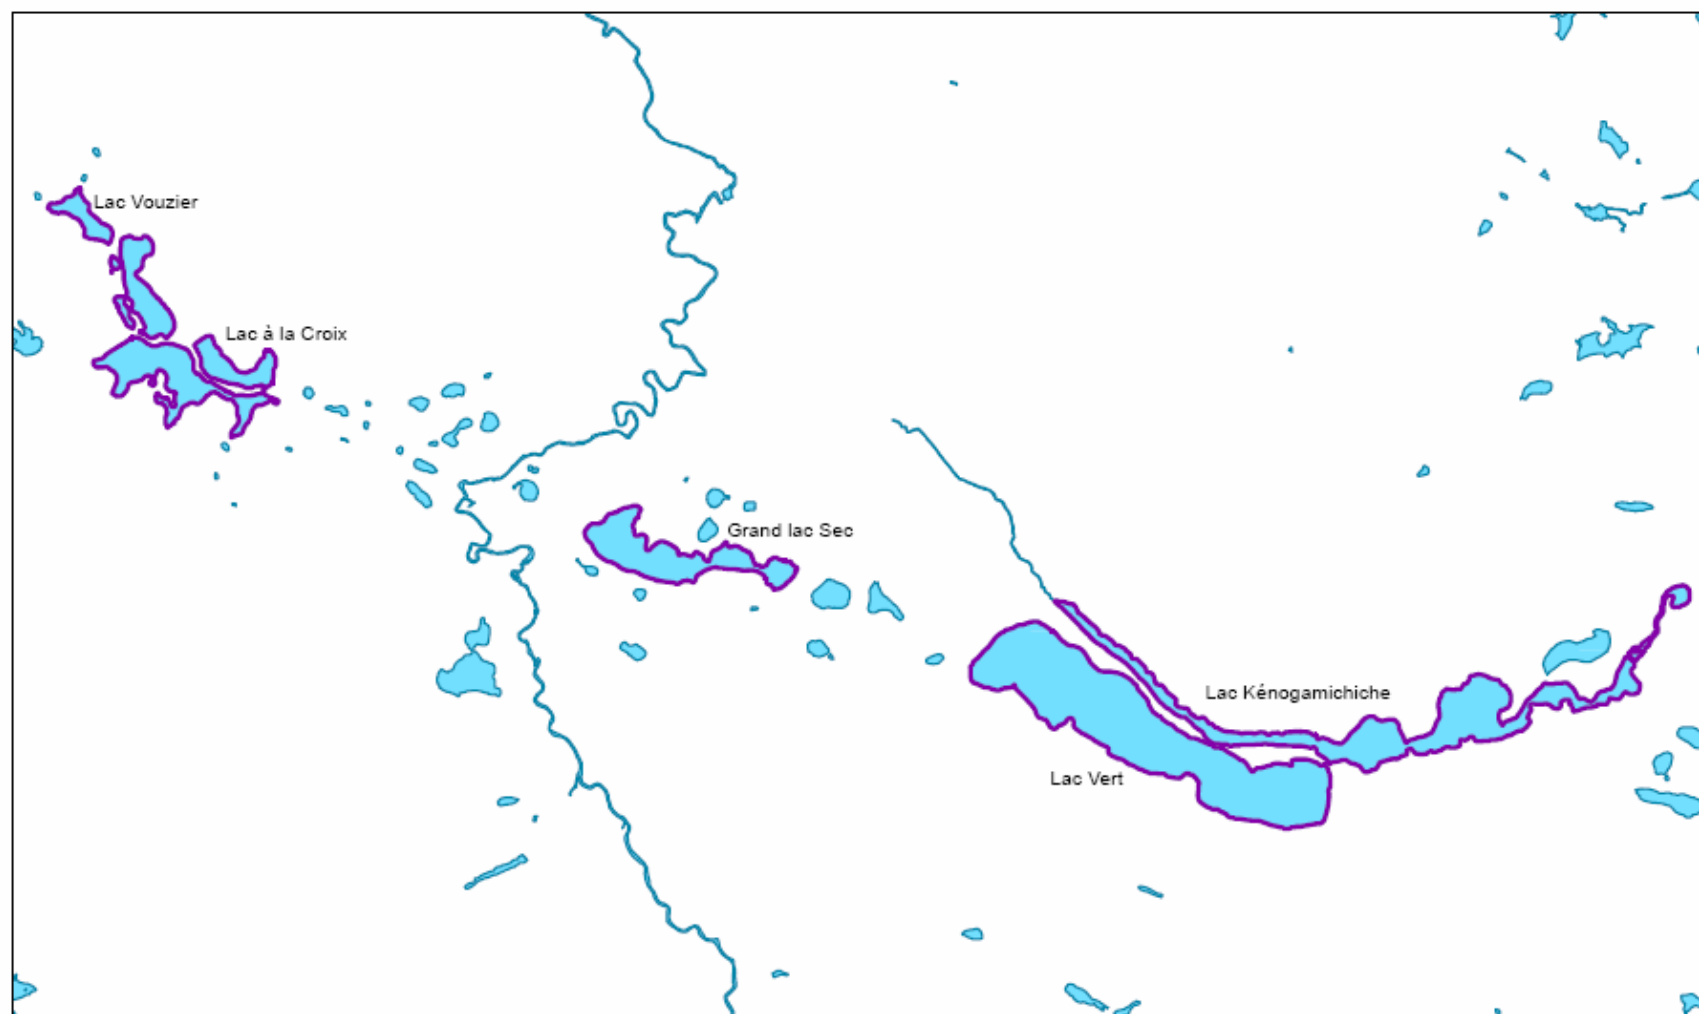 Lac Vouzier
Lac à la Croix
Grand lac Sec
Lac Kénogamichiche
Lac Vert